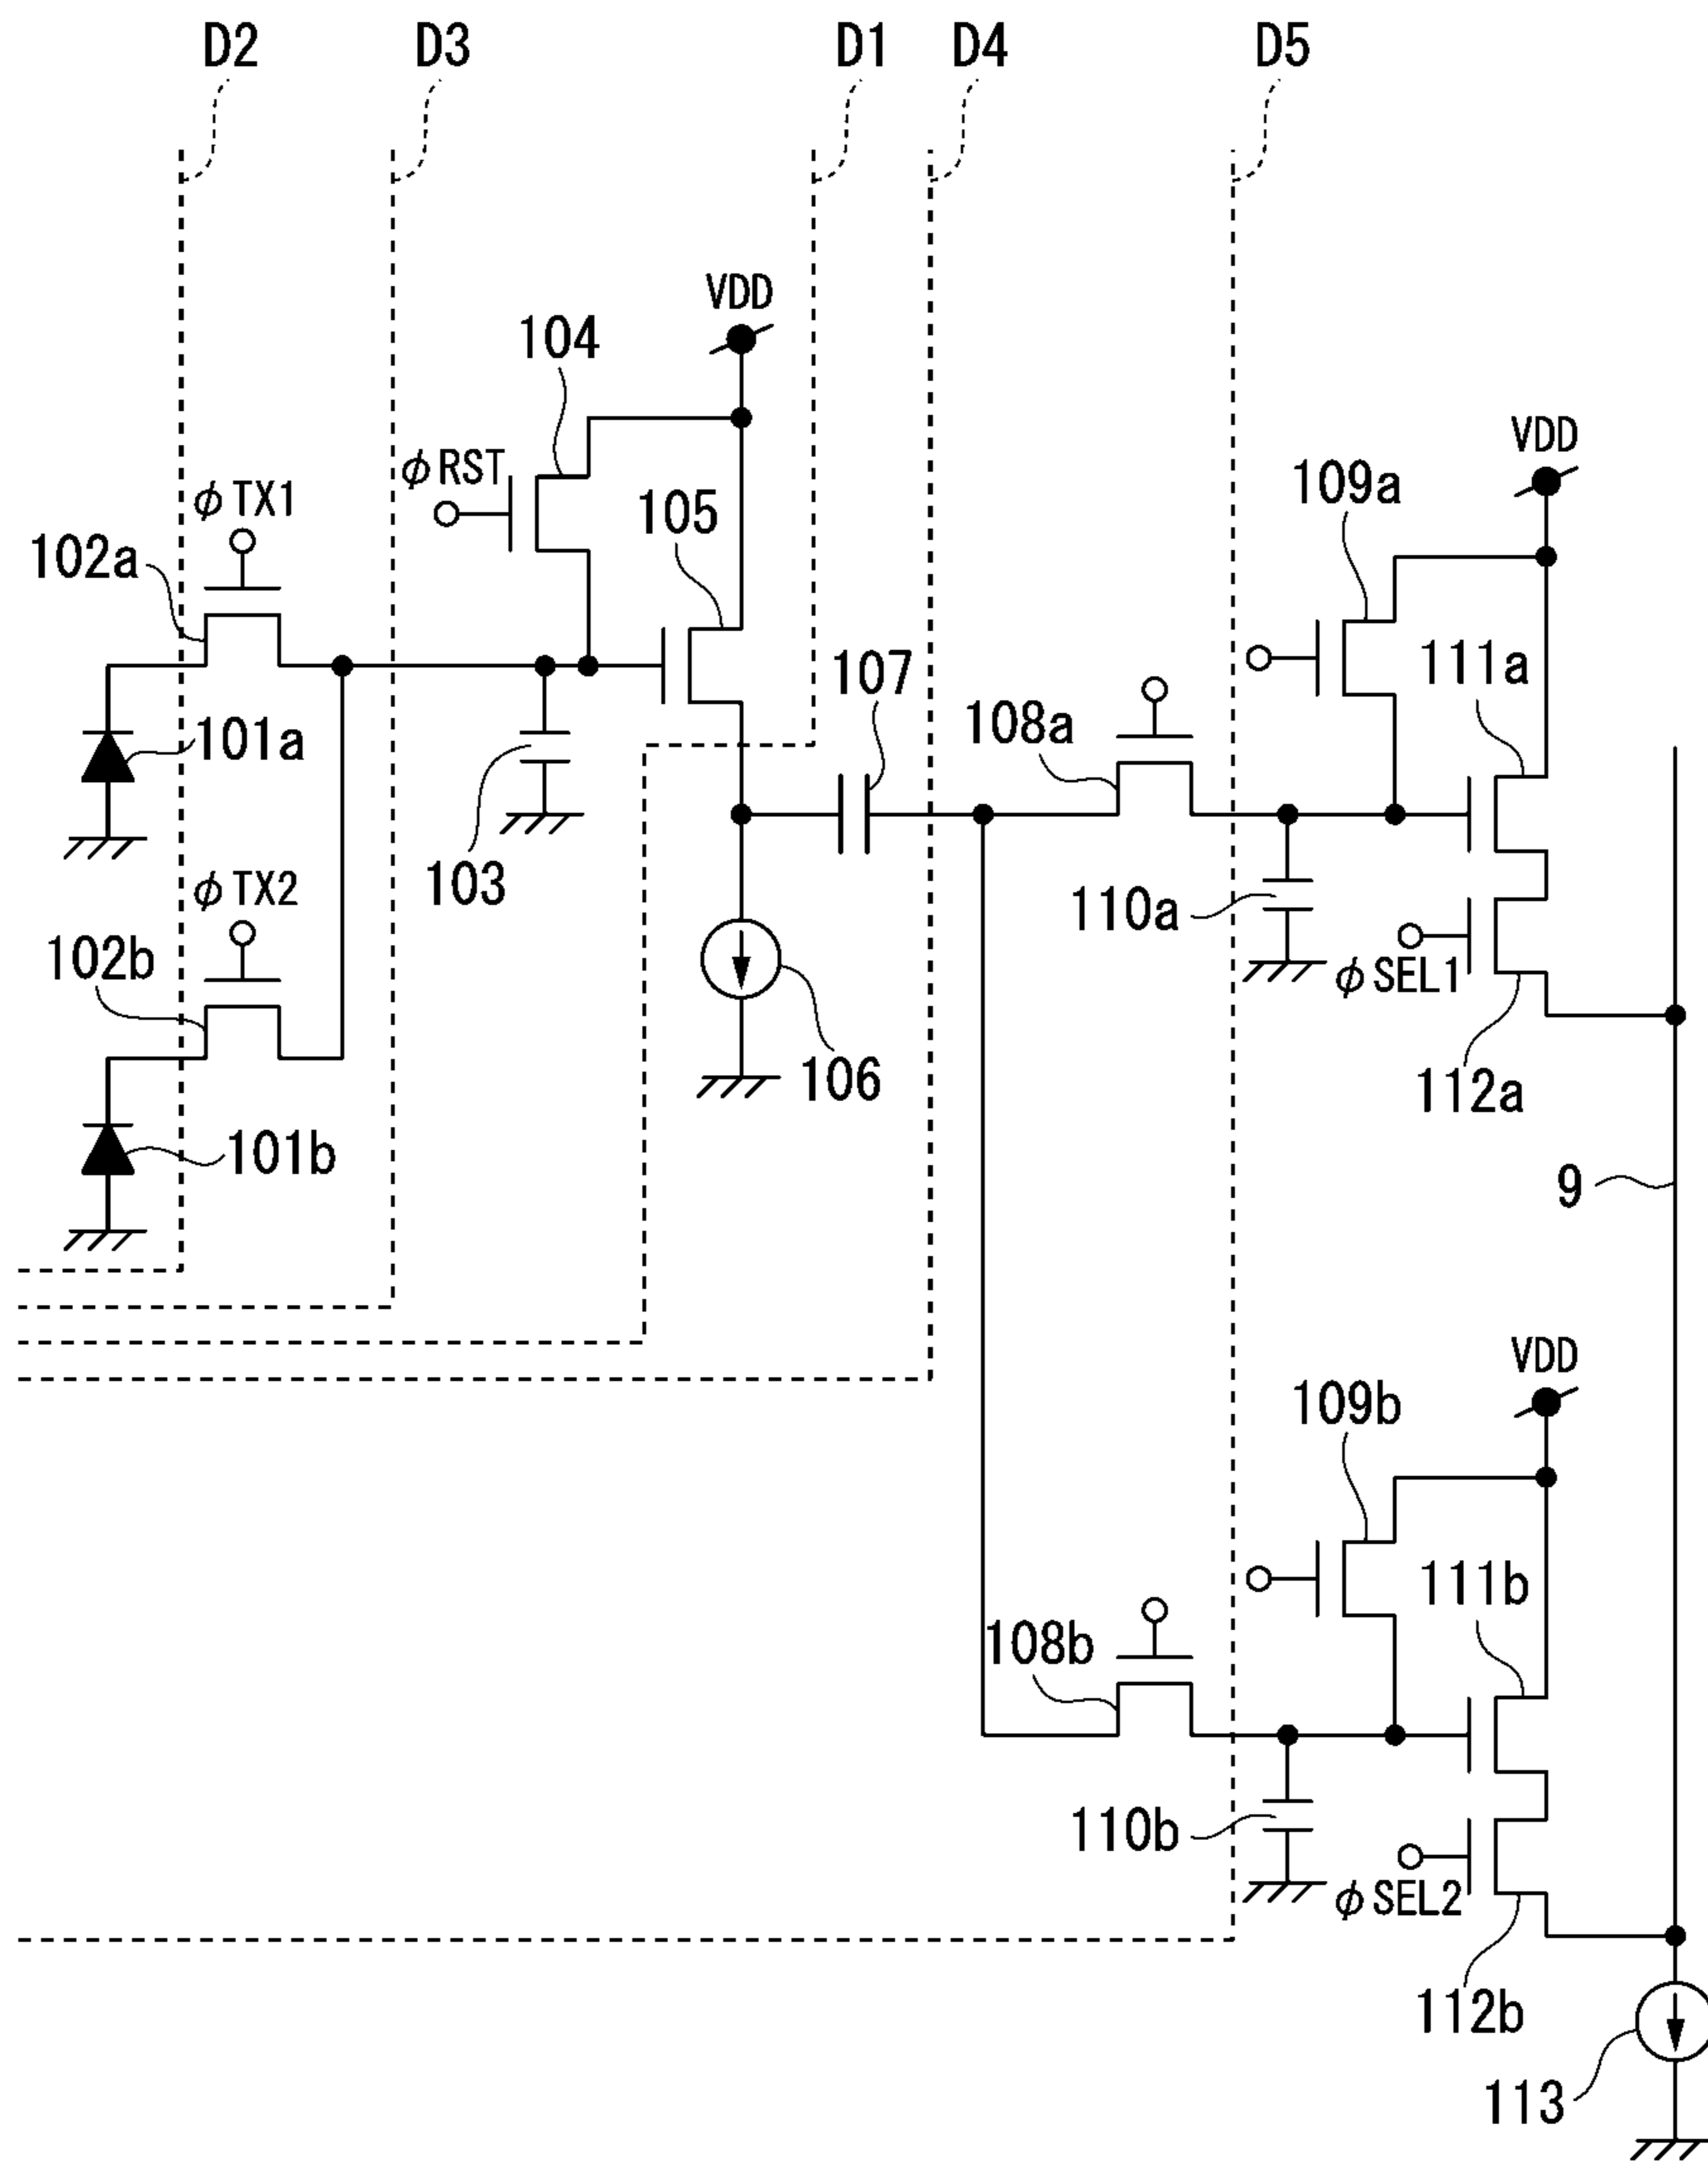 D2 D3 D1 D4 D5
VDD
104
VDD
φRST
109a
φTX1
105
102a
111a
107
108a
101a
103
φTX2
110a
102b
φSEL1
106
112a
101b
9
VDD
109b
111b
108b
110b
φSEL2
112b
113